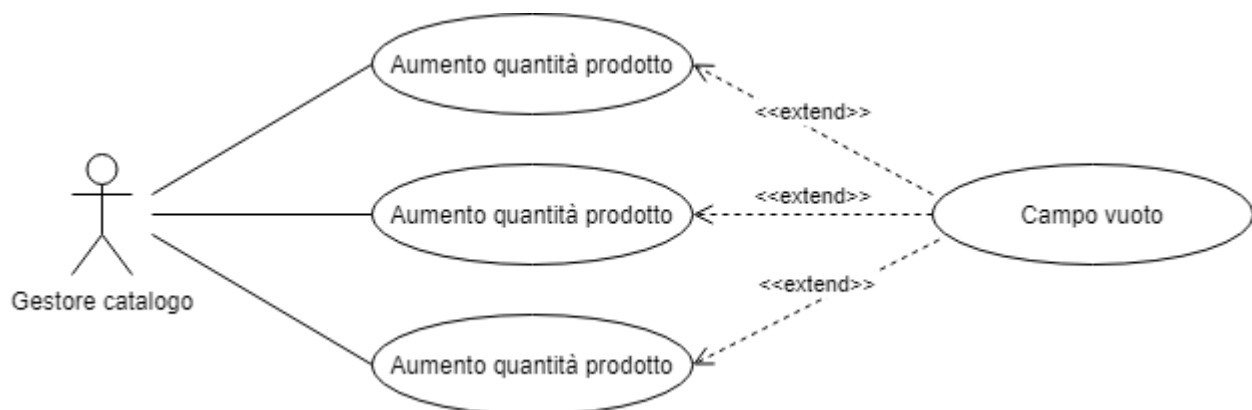 Aumento quantità prodotto
<<extend>>
Aumento quantità prodotto
<<extend>>
Campo vuoto
<<extend>>
Gestore catalogo
Aumento quantità prodotto